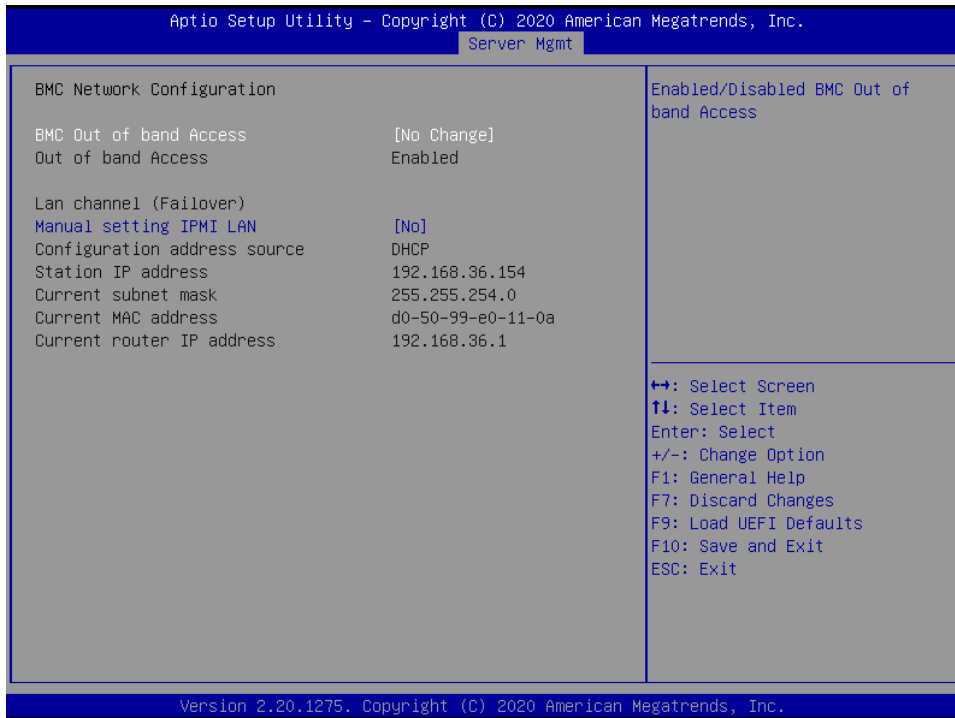 Aptio Setup Utility – Copyright (C) 2020 American Megatrends, Inc.
Server Mgmt
BMC Network Configuration
BMC Out of band Access [No Change]
Out of band Access Enabled
Lan channel (Failover)
Manual setting IPMI LAN [No]
Configuration address source DHCP
Station IP address 192.168.36.154
Current subnet mask 255.255.254.0
Current MAC address d0-50-99-e0-11-0a
Current router IP address 192.168.36.1
Enabled/Disabled BMC Out of
band Access
↔: Select Screen
↑↓: Select Item
Enter: Select
+/-: Change Option
F1: General Help
F7: Discard Changes
F9: Load UEFI Defaults
F10: Save and Exit
ESC: Exit
Version 2.20.1275. Copyright (C) 2020 American Megatrends, Inc.